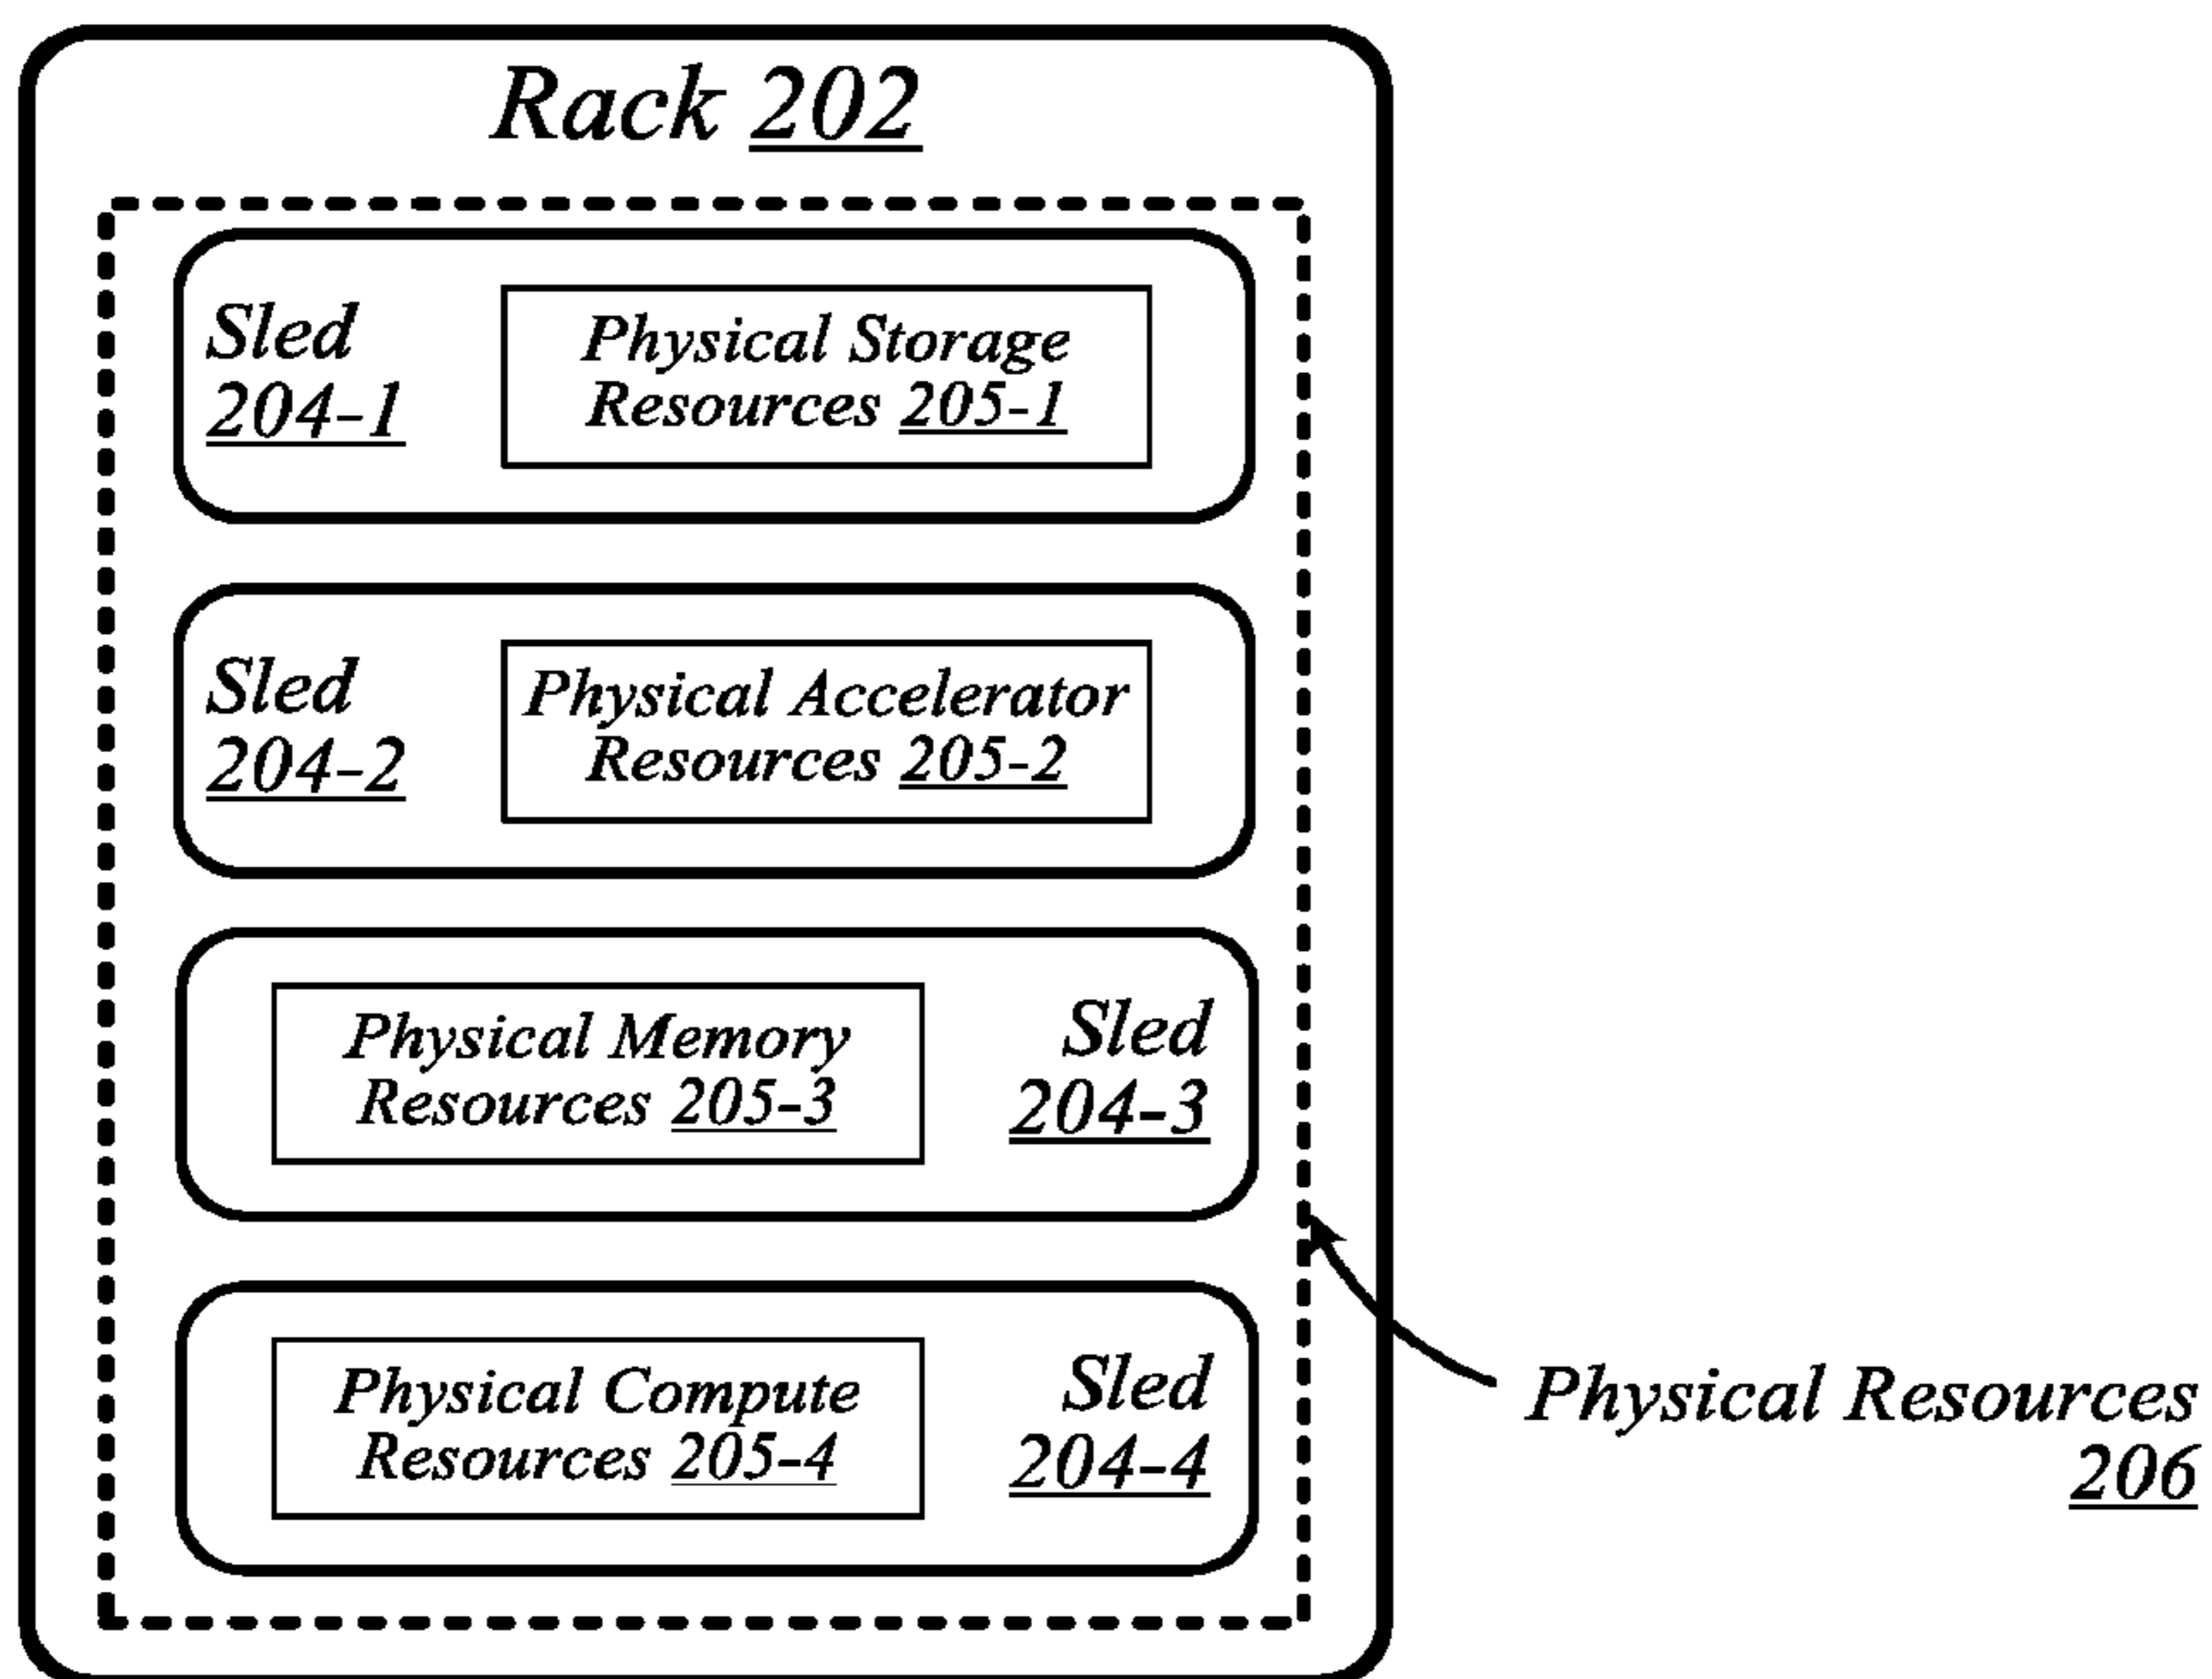 Rack 202
Sled
204-1
Physical Storage
Resources 205-1
Sled
204-2
Physical Accelerator
Resources 205-2
Physical Memory
Resources 205-3
Sled
204-3
Physical Compute
Resources 205-4
Sled
204-4
Physical Resources
206